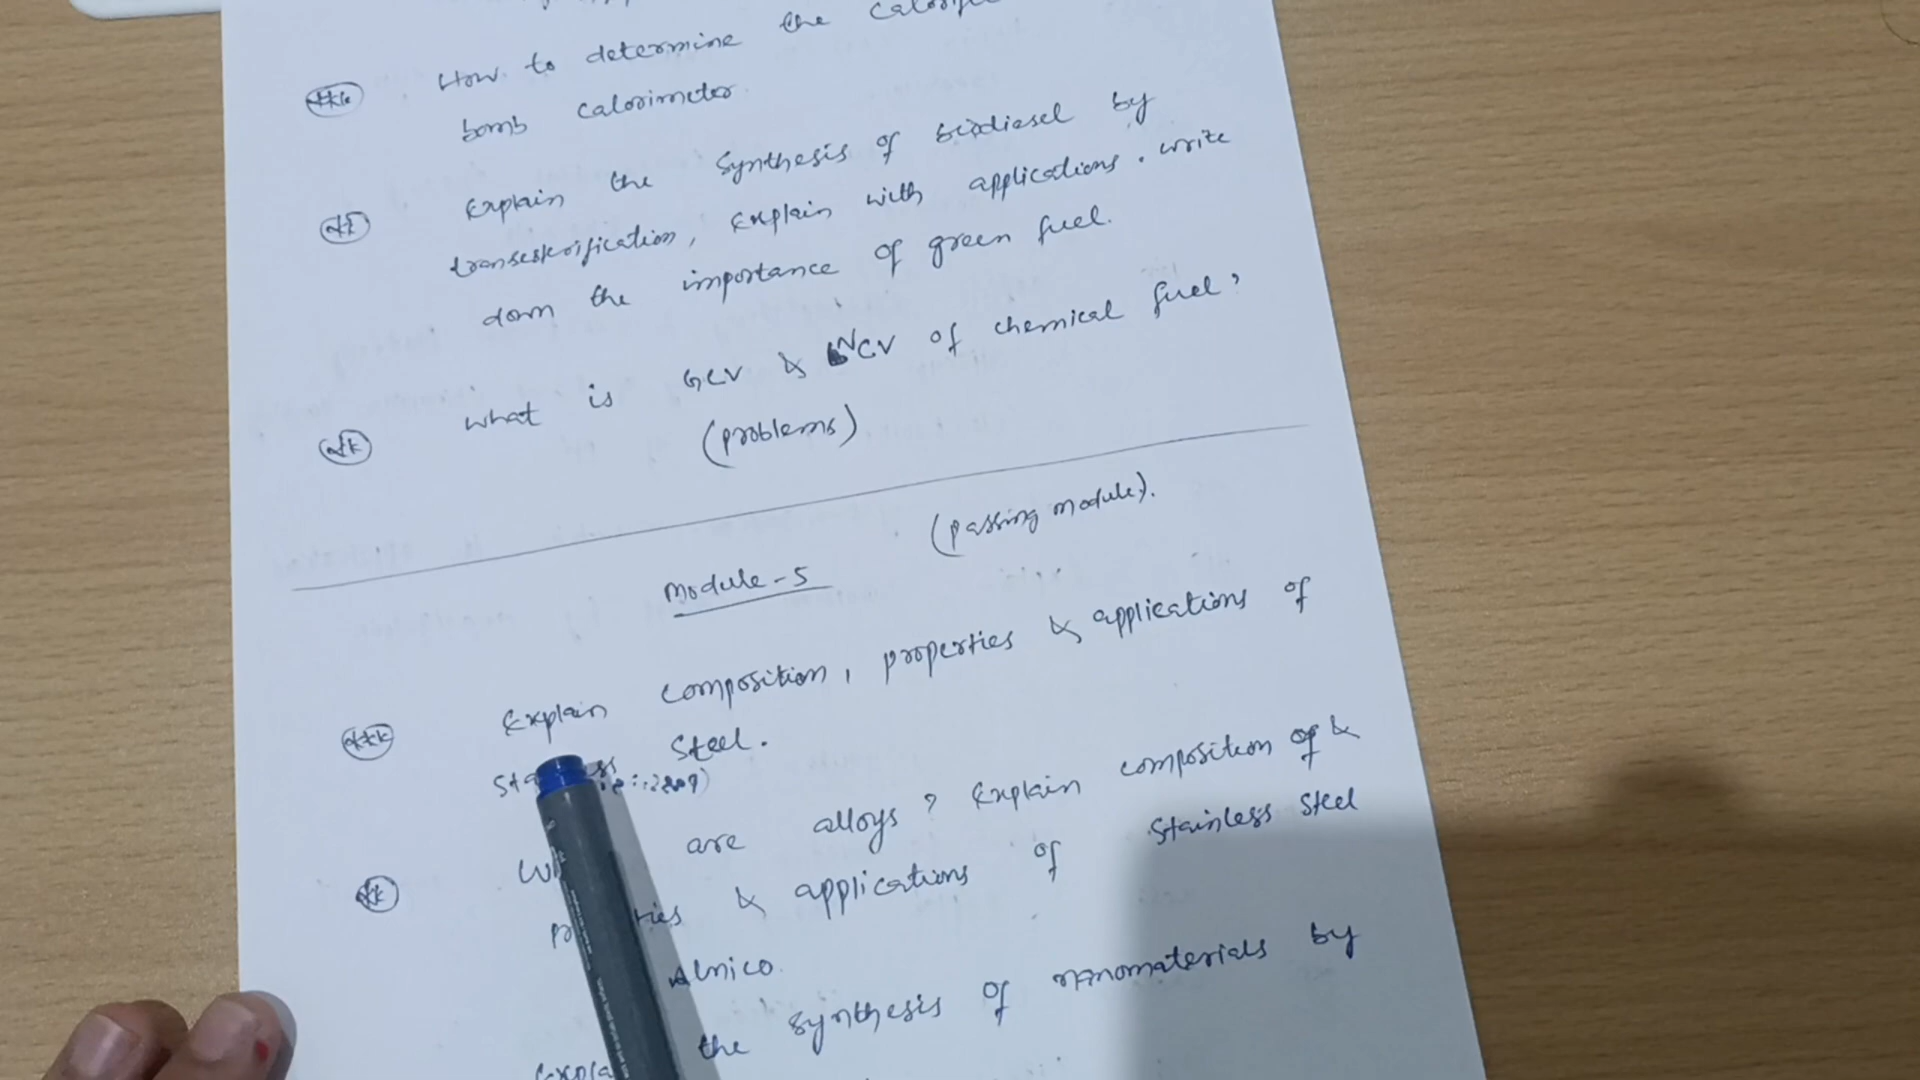 How to determine the
bomb calorimeter
Explain the synthesis of biodiesel by
transesterification, explain with applications. write
down the importance of green fuel.
what is GCV & NCV of chemical fuel?
(problems)
(passing module).
Module-5
Explain composition, properties & applications of
Steel.
are alloys? Explain composition of &
& applications of Stainless Steel
Alnico.
the synthesis of nanomaterials by